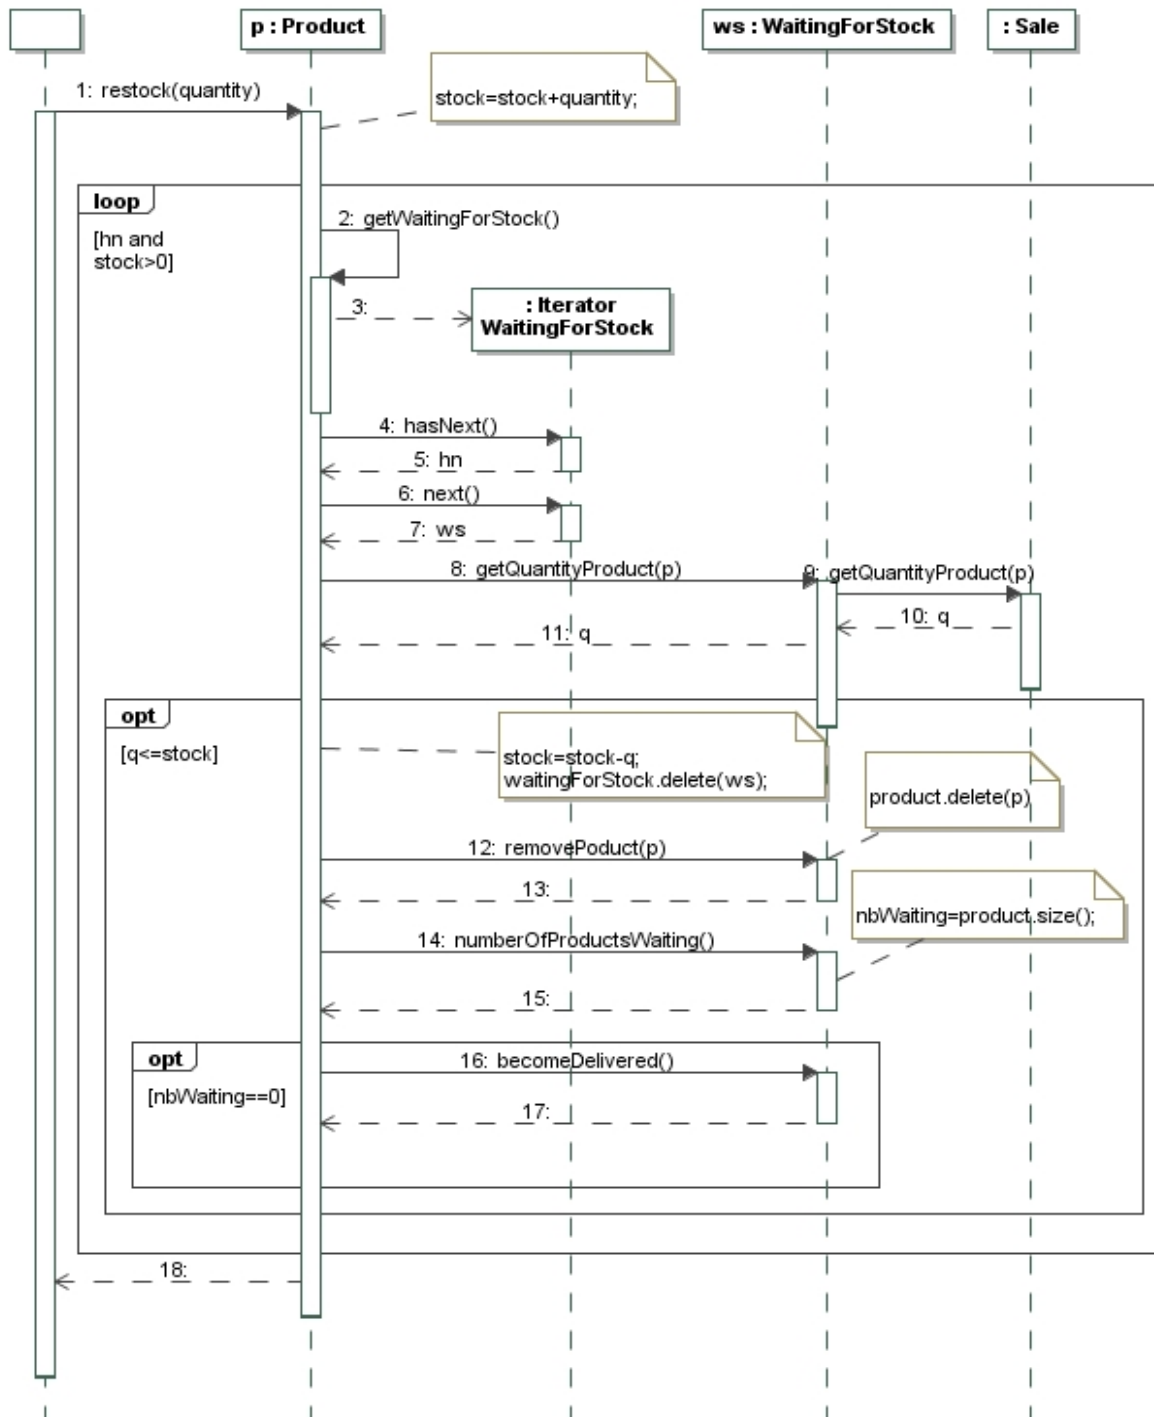 p : Product
ws : WaitingForStock
: Sale
1: restock(quantity)
stock=stock+quantity;
loop
[hn and
stock>0]
2: getWaitingForStock()
3:
: Iterator
WaitingForStock
4: hasNext()
5: hn
6: next()
7: ws
8: getQuantityProduct(p)
9: getQuantityProduct(p)
10: q
11: q
opt
[q<=stock]
stock=stock-q;
waitingForStock.delete(ws);
product.delete(p)
12: removePoduct(p)
13:
nbWaiting=product.size();
14: numberOfProductsWaiting()
15:
opt
[nbWaiting==0]
16: becomeDelivered()
17:
18: